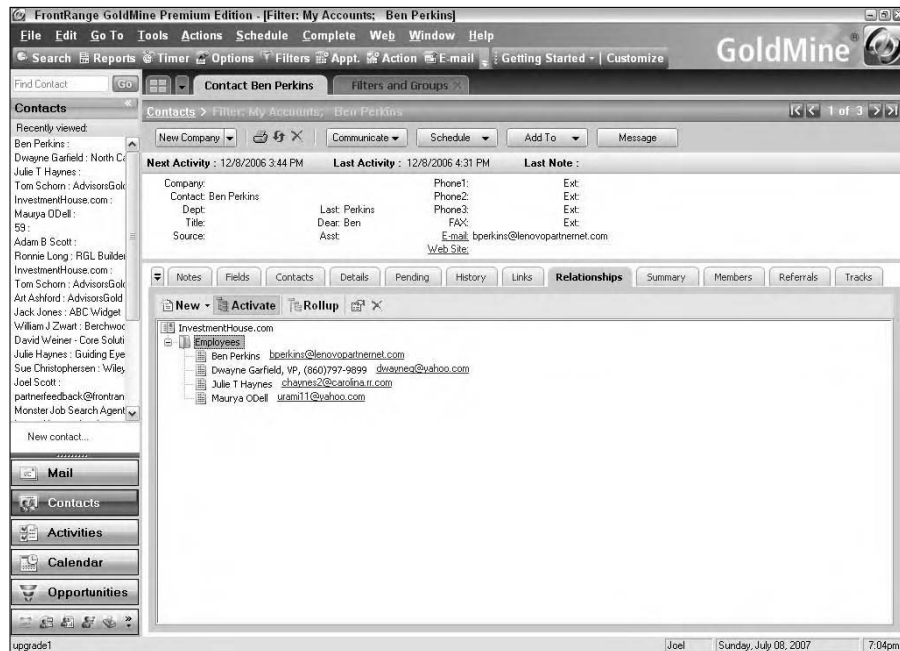 FrontRange GoldMine Premium Edition - [Filter: My Accounts; Ben Perkins]
File Edit Go To Tools Actions Schedule Complete Web Window Help
Search Reports Timer Options Filters Appt. Action E-mail Getting Started Customize
GoldMine®
Find Contact GO Contact Ben Perkins Filters and Groups
Contacts
Contacts > Filter: My Accounts; Ben Perkins 1 of 3
Recently viewed:
Ben Perkins :
Dwayne Garfield : North Ca
Julie T Haynes :
Tom Schorn : AdvisorsGold
InvestmentHouse.com :
Maurya ODell :
59 :
Adam B Scott :
Ronnie Long : RGL Builder
InvestmentHouse.com :
Tom Schorn : AdvisorsGold
Art Ashford : AdvisorsGold
Jack Jones : ABC Widget
William J Zwart : Berchwoo
David Weiner - Core Soluti
Julie Haynes : Guiding Eye
Sue Christophersen : Wiley
Joel Scott :
partnerfeedback@frontran
Monster Job Search Agent
New contact...
Mail
Contacts
Activities
Calendar
Opportunities
New Company Communicate Schedule Add To Message
Next Activity : 12/8/2006 3:44 PM Last Activity : 12/8/2006 4:31 PM Last Note :
Company: Phone1: Ext:
Contact: Ben Perkins Phone2: Ext:
Dept: Last: Perkins Phone3: Ext:
Title: Dear: Ben FAX: Ext:
Source: Asst: E-mail: bperkins@lenovopartnernet.com
Web Site:
Notes Fields Contacts Details Pending History Links Relationships Summary Members Referrals Tracks
New Activate Rollup
InvestmentHouse.com
Employees
Ben Perkins bperkins@lenovopartnernet.com
Dwayne Garfield, VP, (860)797-9899 dwayneg@yahoo.com
Julie T Haynes chaynes2@carolina.rr.com
Maurya ODell urami11@yahoo.com
upgrade1 Joel Sunday, July 08, 2007 7:04pm